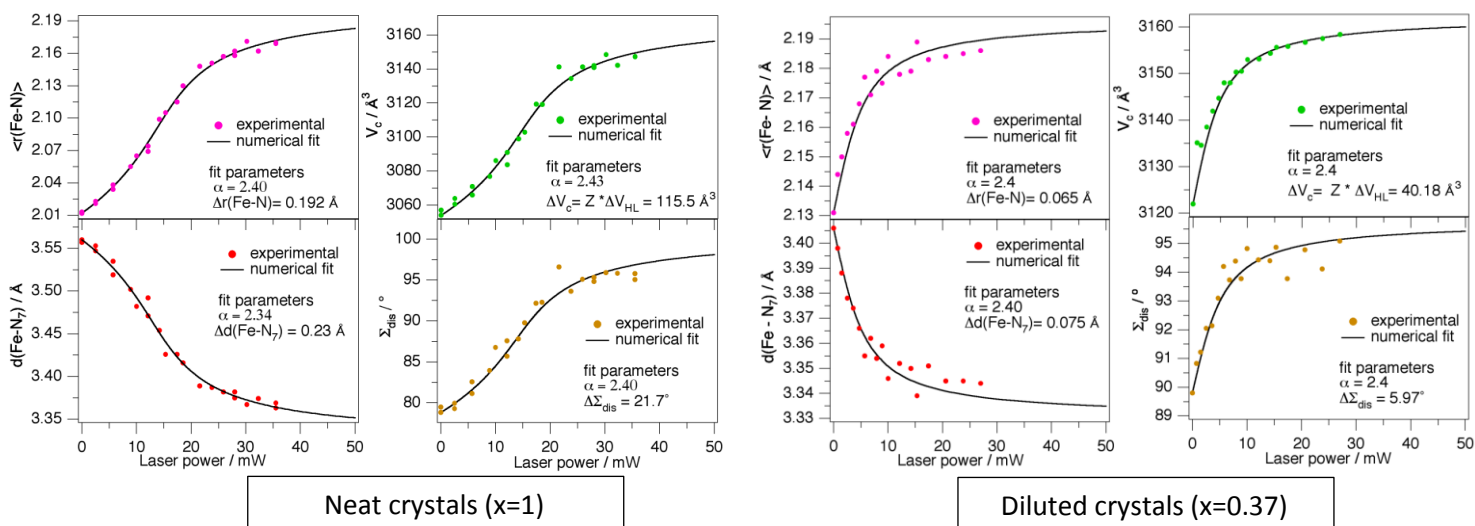 2.19
2.16
2.13
2.10
2.07
2.04
2.01
<r(Fe-N)>
experimental
numerical fit
fit parameters
α = 2.40
Δr(Fe-N)= 0.192 Å
3160
3140
3120
3100
3080
3060
V_c / Å³
experimental
numerical fit
fit parameters
α = 2.43
ΔV_c= Z *ΔV_HL = 115.5 Å³
3.55
3.50
3.45
3.40
3.35
d(Fe-N₇) / Å
experimental
numerical fit
fit parameters
α = 2.34
Δd(Fe-N₇) = 0.23 Å
0 10 20 30 40 50
Laser power / mW
100
95
90
85
80
Σ_dis / °
experimental
numerical fit
fit parameters
α = 2.40
ΔΣ_dis = 21.7°
0 10 20 30 40 50
Laser power / mW
Neat crystals (x=1)
2.19
2.18
2.17
2.16
2.15
2.14
2.13
<r(Fe- N)> / Å
experimental
numerical fit
fit parameters
α = 2.4
Δr(Fe-N)= 0.065 Å
3160
3150
3140
3130
3120
V_c / Å³
experimental
numerical fit
fit parameters
α = 2.4
ΔV_c= Z * ΔV_HL= 40.18 Å³
3.40
3.39
3.38
3.37
3.36
3.35
3.34
3.33
d(Fe - N₇) / Å
experimental
numerical fit
fit parameters
α = 2.40
Δd(Fe-N₇)= 0.075 Å
0 10 20 30 40 50
Laser power / mW
95
94
93
92
91
90
89
Σ_dis / °
experimental
numerical fit
fit parameters
α = 2.4
ΔΣ_dis = 5.97°
0 10 20 30 40 50
Laser power / mW
Diluted crystals (x=0.37)